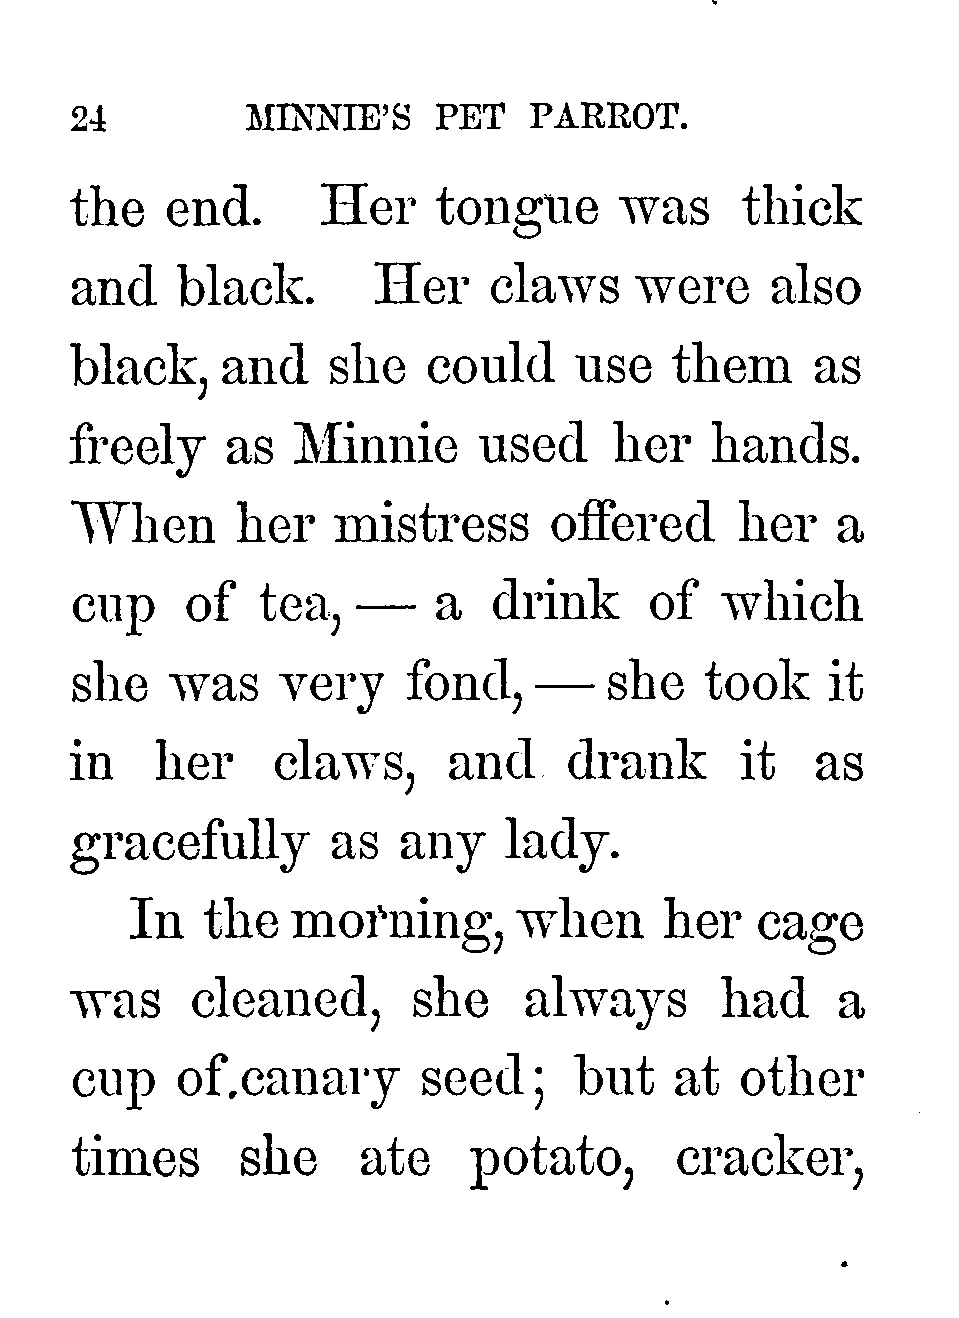 24 MINNIE'S PET PARROT.
the end. Her tongue was thick
and black. Her claws were also
black, and she could use them as
freely as Minnie used her hands.
When her mistress offered her a
cup of tea, — a drink of which
she was very fond, — she took it
in her claws, and drank it as
gracefully as any lady.
In the morning, when her cage
was cleaned, she always had a
cup of canary seed; but at other
times she ate potato, cracker,